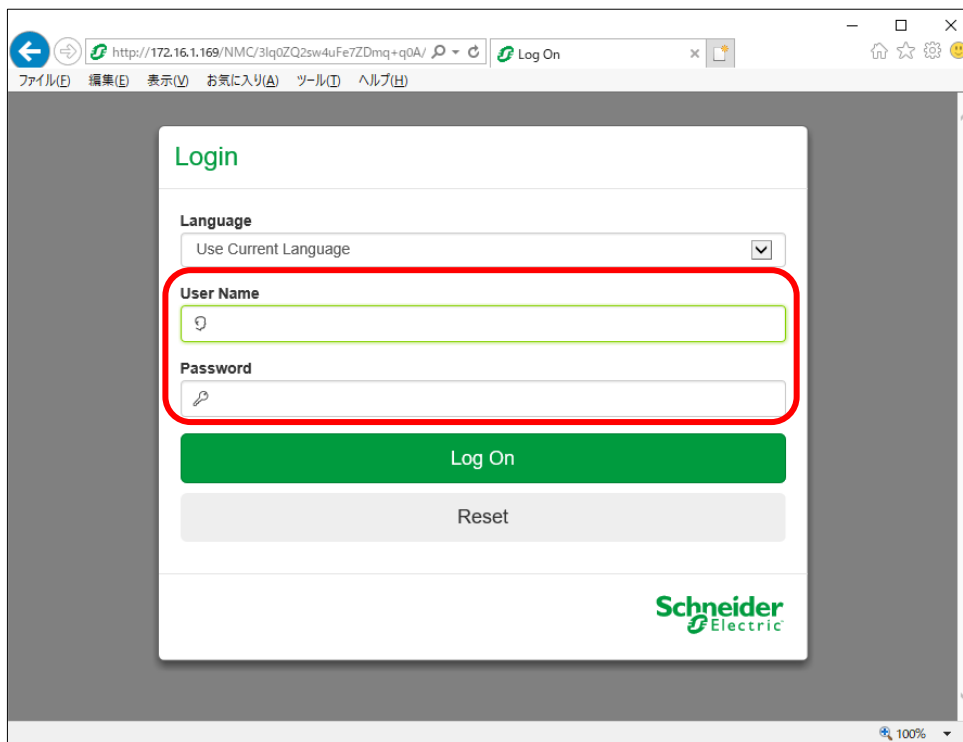 http://172.16.1.169/NMC/3lq0ZQ2sw4uFe7ZDmq+q0A/
Log On
ファイル(F) 編集(E) 表示(V) お気に入り(A) ツール(T) ヘルプ(H)
Login
Language
Use Current Language
User Name
Password
Log On
Reset
Schneider
Electric
100%